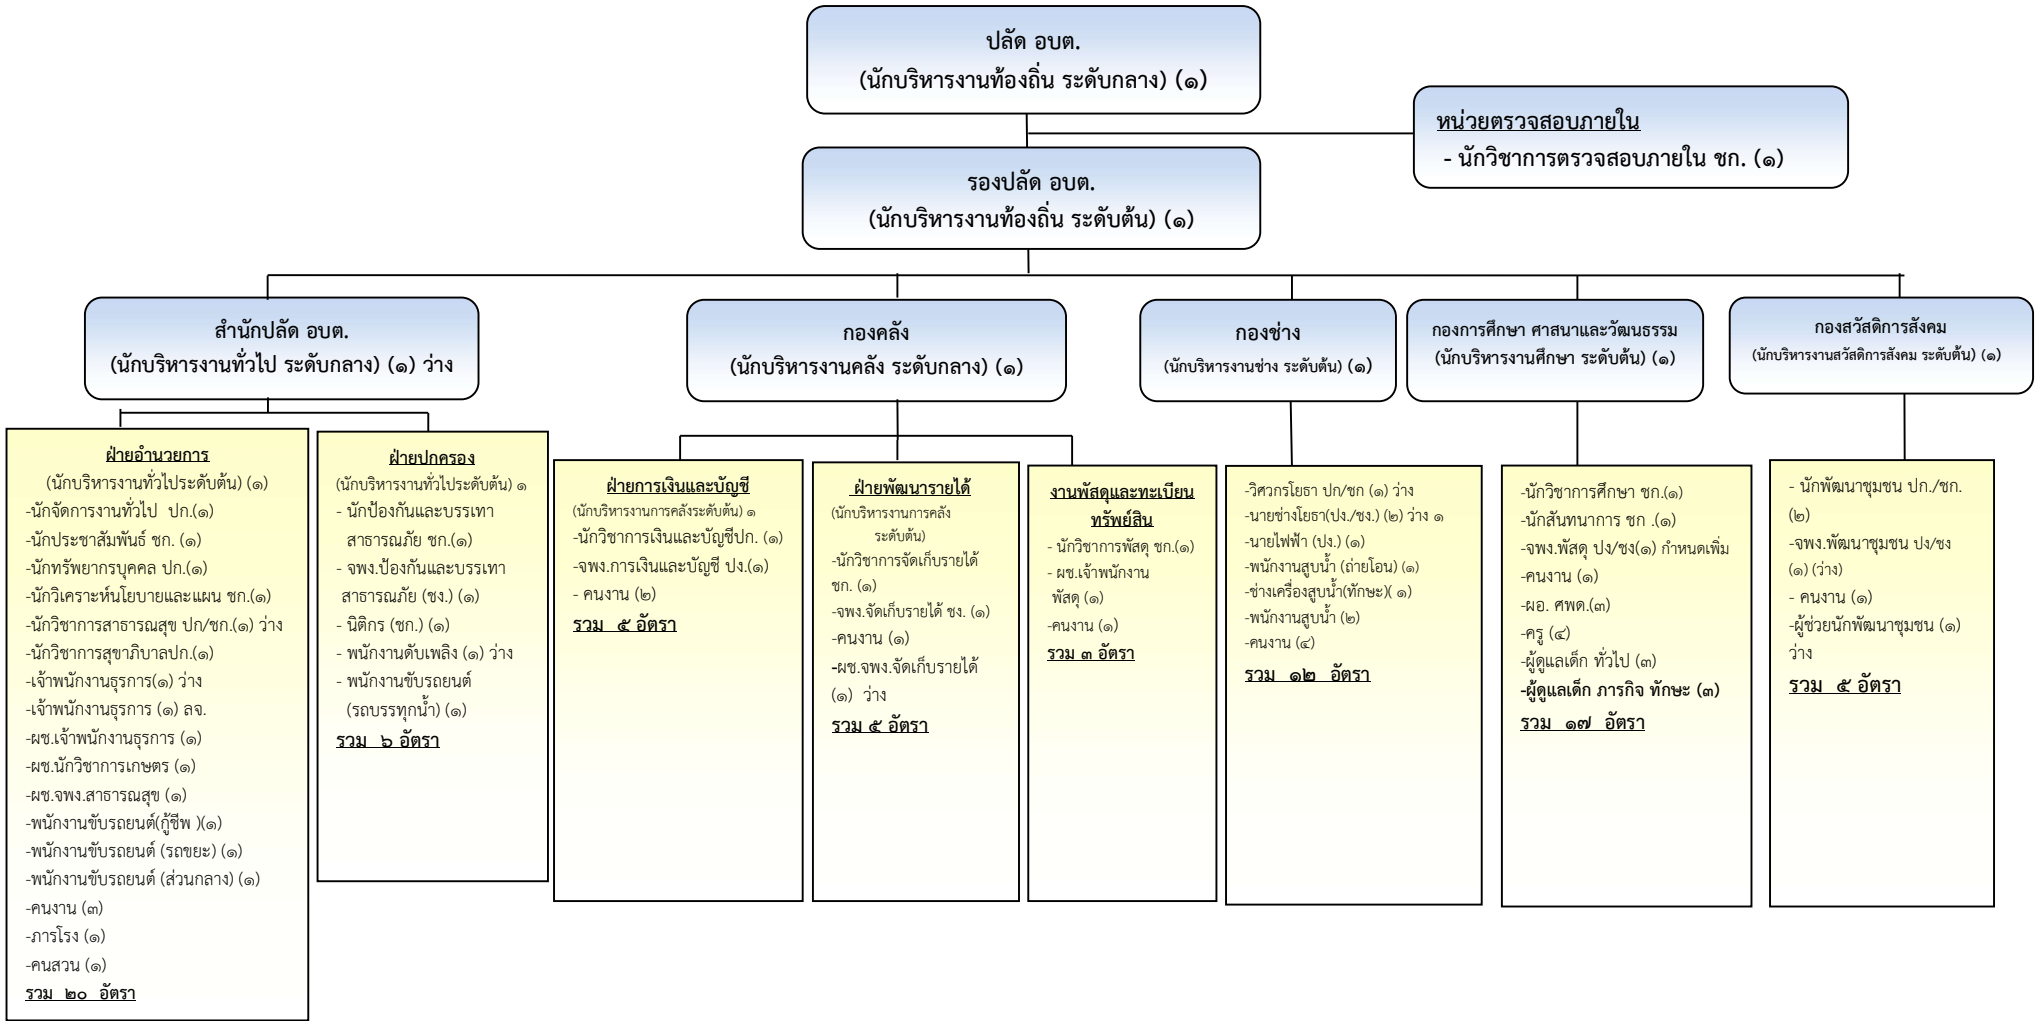 ปลัด อบต.
(นักบริหารงานท้องถิ่น ระดับกลาง) (๑)
หน่วยตรวจสอบภายใน
- นักวิชาการตรวจสอบภายใน ชก. (๑)
รองปลัด อบต.
(นักบริหารงานท้องถิ่น ระดับต้น) (๑)
สำนักปลัด อบต.
(นักบริหารงานทั่วไป ระดับกลาง) (๑) ว่าง
กองคลัง
(นักบริหารงานคลัง ระดับกลาง) (๑)
กองช่าง
(นักบริหารงานช่าง ระดับต้น) (๑)
กองการศึกษา ศาสนาและวัฒนธรรม
(นักบริหารงานศึกษา ระดับต้น) (๑)
กองสวัสดิการสังคม
(นักบริหารงานสวัสดิการสังคม ระดับต้น) (๑)
ฝ่ายอำนวยการ
(นักบริหารงานทั่วไประดับต้น) (๑)
-นักจัดการงานทั่วไป ปก.(๑)
-นักประชาสัมพันธ์ ชก. (๑)
-นักทรัพยากรบุคคล ปก.(๑)
-นักวิเคราะห์นโยบายและแผน ชก.(๑)
-นักวิชาการสาธารณสุข ปก/ชก.(๑) ว่าง
-นักวิชาการสุขาภิบาลปก.(๑)
-เจ้าพนักงานธุรการ(๑) ว่าง
-เจ้าพนักงานธุรการ (๑) ลจ.
-ผช.เจ้าพนักงานธุรการ (๑)
-ผช.นักวิชาการเกษตร (๑)
-ผช.จพง.สาธารณสุข (๑)
-พนักงานขับรถยนต์(กู้ชีพ )(๑)
-พนักงานขับรถยนต์ (รถขยะ) (๑)
-พนักงานขับรถยนต์ (ส่วนกลาง) (๑)
-คนงาน (๓)
-ภารโรง (๑)
-คนสวน (๑)
รวม ๒๐ อัตรา
ฝ่ายปกครอง
(นักบริหารงานทั่วไประดับต้น) ๑
- นักป้องกันและบรรเทา
สาธารณภัย ชก.(๑)
- จพง.ป้องกันและบรรเทา
สาธารณภัย (ชง.) (๑)
- นิติกร (ชก.) (๑)
- พนักงานดับเพลิง (๑) ว่าง
- พนักงานขับรถยนต์
(รถบรรทุกน้ำ) (๑)
รวม ๖ อัตรา
ฝ่ายการเงินและบัญชี
(นักบริหารงานการคลังระดับต้น) ๑
-นักวิชาการเงินและบัญชีปก. (๑)
-จพง.การเงินและบัญชี ปง.(๑)
- คนงาน (๒)
รวม ๕ อัตรา
ฝ่ายพัฒนารายได้
(นักบริหารงานการคลัง
ระดับต้น)
-นักวิชาการจัดเก็บรายได้
ชก. (๑)
-จพง.จัดเก็บรายได้ ชง. (๑)
-คนงาน (๑)
-ผช.จพง.จัดเก็บรายได้
(๑) ว่าง
รวม ๕ อัตรา
งานพัสดุและทะเบียน
ทรัพย์สิน
- นักวิชาการพัสดุ ชก.(๑)
- ผช.เจ้าพนักงาน
พัสดุ (๑)
-คนงาน (๑)
รวม ๓ อัตรา
-วิศวกรโยธา ปก/ชก (๑) ว่าง
-นายช่างโยธา(ปง./ชง.) (๒) ว่าง ๑
-นายไฟฟ้า (ปง.) (๑)
-พนักงานสูบน้ำ (ถ่ายโอน) (๑)
-ช่างเครื่องสูบน้ำ(ทักษะ)( ๑)
-พนักงานสูบน้ำ (๒)
-คนงาน (๔)
รวม ๑๒ อัตรา
-นักวิชาการศึกษา ชก.(๑)
-นักสันทนาการ ชก .(๑)
-จพง.พัสดุ ปง/ชง(๑) กำหนดเพิ่ม
-คนงาน (๑)
-ผอ. ศพด.(๓)
-ครู (๔)
-ผู้ดูแลเด็ก ทั่วไป (๓)
-ผู้ดูแลเด็ก ภารกิจ ทักษะ (๓)
รวม ๑๗ อัตรา
- นักพัฒนาชุมชน ปก./ชก.
(๒)
-จพง.พัฒนาชุมชน ปง/ชง
(๑) (ว่าง)
- คนงาน (๑)
-ผู้ช่วยนักพัฒนาชุมชน (๑)
ว่าง
รวม ๕ อัตรา